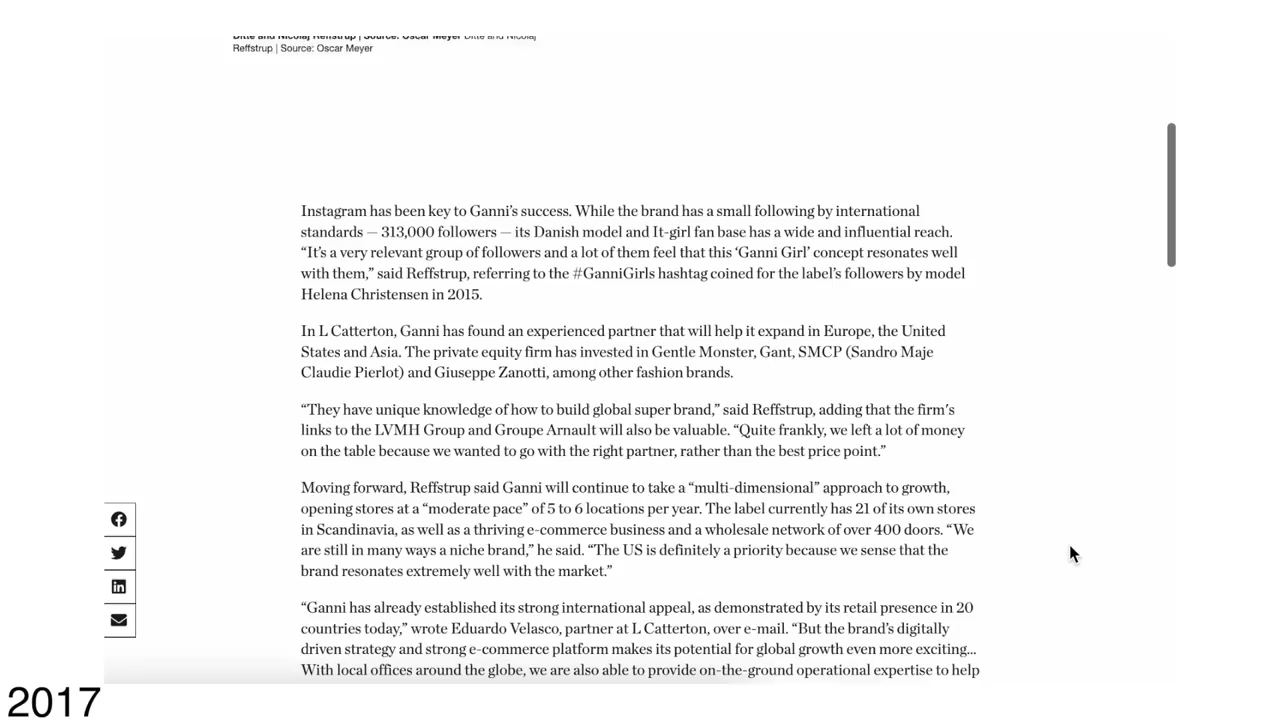 Ditte and Nicolaj Reffstrup | Source: Oscar Meyer Ditte and Nicolaj
Reffstrup | Source: Oscar Meyer
Instagram has been key to Ganni’s success. While the brand has a small following by international
standards — 313,000 followers — its Danish model and It-girl fan base has a wide and influential reach.
“It’s a very relevant group of followers and a lot of them feel that this ‘Ganni Girl’ concept resonates well
with them,” said Reffstrup, referring to the #GanniGirls hashtag coined for the label’s followers by model
Helena Christensen in 2015.
In L Catterton, Ganni has found an experienced partner that will help it expand in Europe, the United
States and Asia. The private equity firm has invested in Gentle Monster, Gant, SMCP (Sandro Maje
Claudie Pierlot) and Giuseppe Zanotti, among other fashion brands.
“They have unique knowledge of how to build global super brand,” said Reffstrup, adding that the firm's
links to the LVMH Group and Groupe Arnault will also be valuable. “Quite frankly, we left a lot of money
on the table because we wanted to go with the right partner, rather than the best price point.”
Moving forward, Reffstrup said Ganni will continue to take a “multi-dimensional” approach to growth,
opening stores at a “moderate pace” of 5 to 6 locations per year. The label currently has 21 of its own stores
in Scandinavia, as well as a thriving e-commerce business and a wholesale network of over 400 doors. “We
are still in many ways a niche brand,” he said. “The US is definitely a priority because we sense that the
brand resonates extremely well with the market.”
“Ganni has already established its strong international appeal, as demonstrated by its retail presence in 20
countries today,” wrote Eduardo Velasco, partner at L Catterton, over e-mail. “But the brand’s digitally
driven strategy and strong e-commerce platform makes its potential for global growth even more exciting…
With local offices around the globe, we are also able to provide on-the-ground operational expertise to help
2017